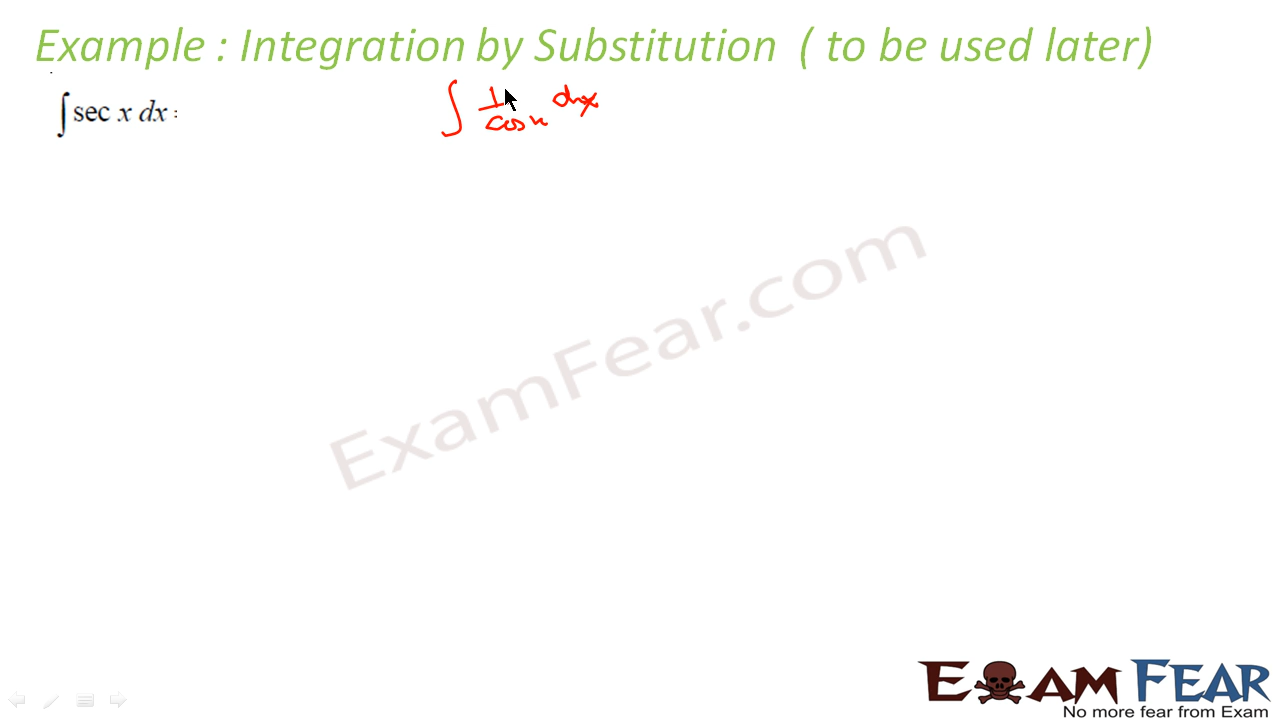 Example : Integration by Substitution ( to be used later)
∫ sec x dx =
∫ 1/cos x dx
ExamFear.com
EXAM FEAR
No more fear from Exam